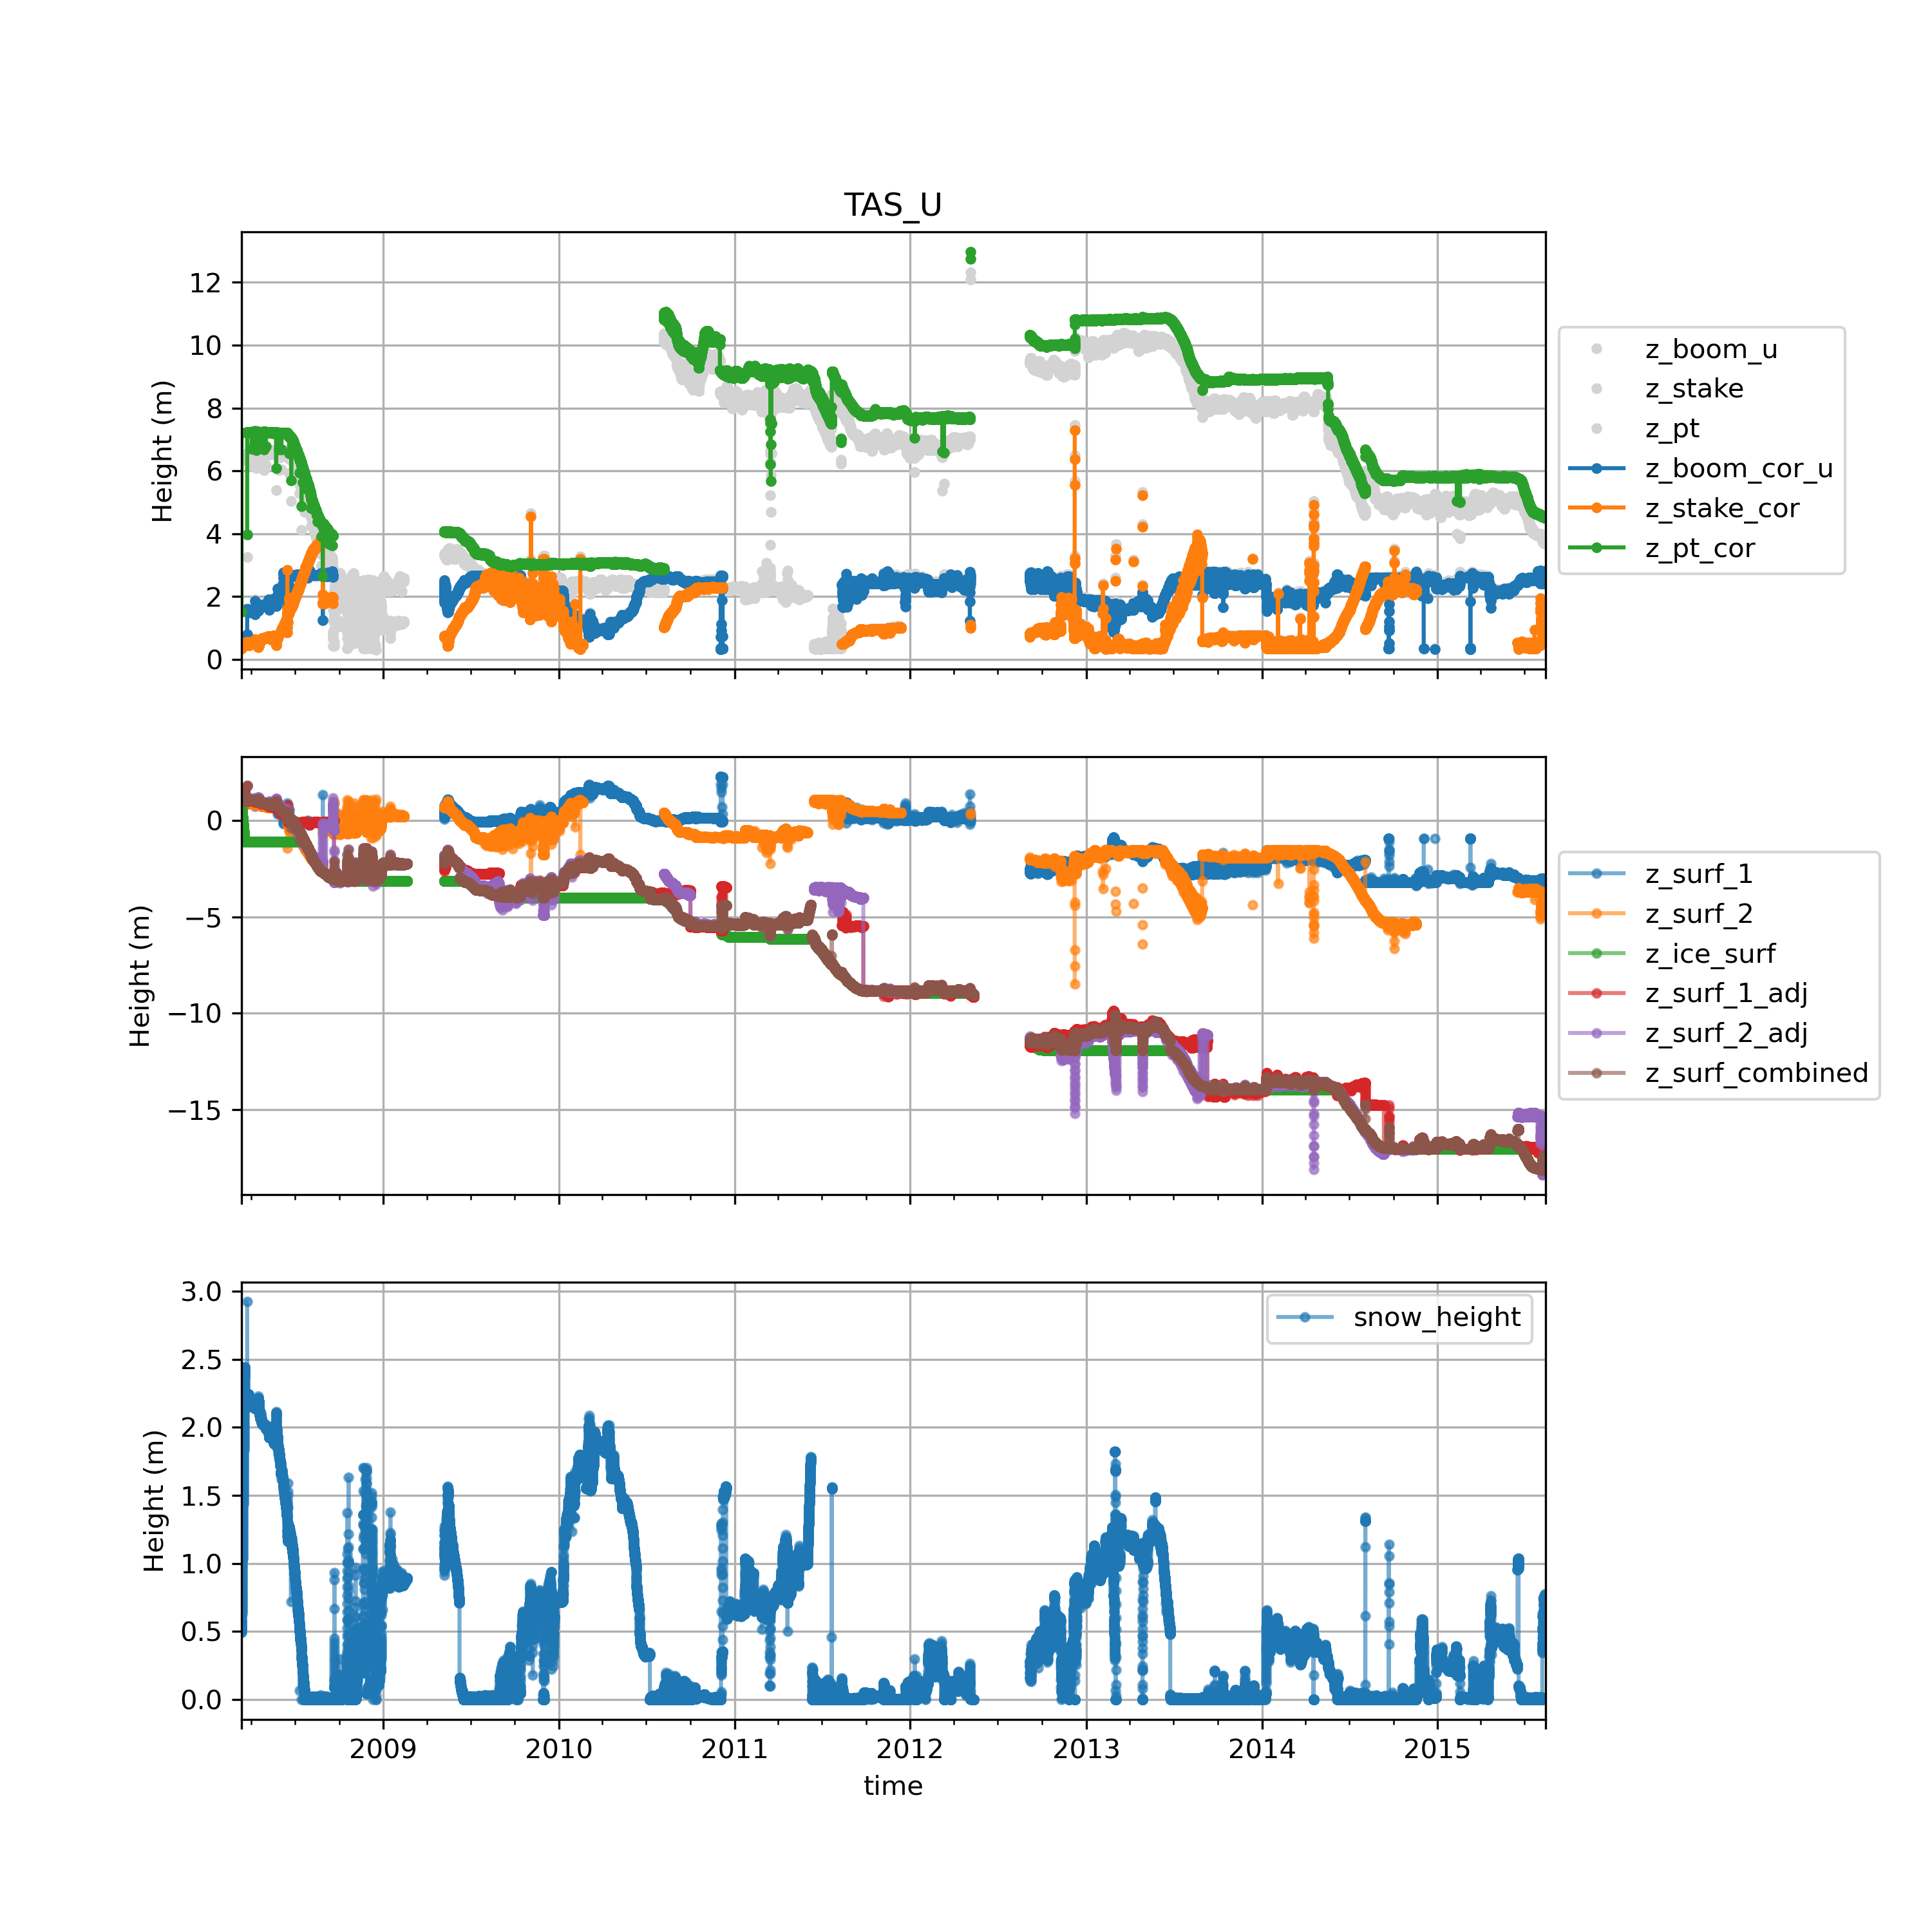 TAS_U
Height (m)
12
10
8
6
4
2
0
z_boom_u
z_stake
z_pt
z_boom_cor_u
z_stake_cor
z_pt_cor
Height (m)
0
−5
−10
−15
z_surf_1
z_surf_2
z_ice_surf
z_surf_1_adj
z_surf_2_adj
z_surf_combined
Height (m)
3.0
2.5
2.0
1.5
1.0
0.5
0.0
snow_height
2009 2010 2011 2012 2013 2014 2015
time